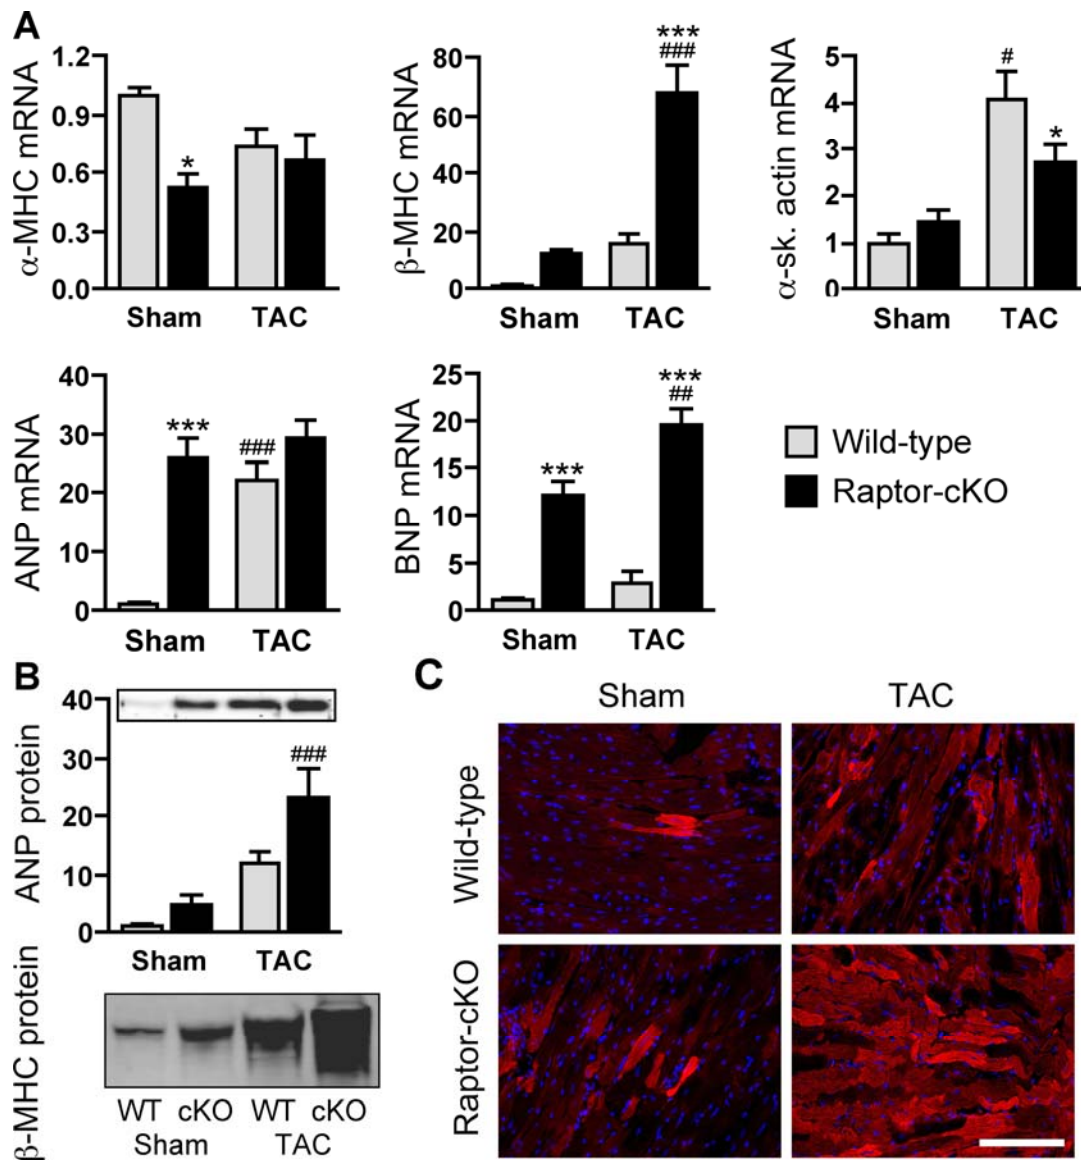 A
α-MHC mRNA
1.2
0.9
0.6
0.3
0.0
*
Sham TAC
β-MHC mRNA
80
60
40
20
0
***
###
Sham TAC
α-sk. actin mRNA
5
4
3
2
1
0
#
*
Sham TAC
ANP mRNA
40
30
20
10
0
***
###
Sham TAC
BNP mRNA
25
20
15
10
5
0
***
***
##
Sham TAC
Wild-type
Raptor-cKO
B
ANP protein
40
30
20
10
0
###
Sham TAC
β-MHC protein
WT cKO WT cKO
Sham TAC
C
Sham TAC
Wild-type
Raptor-cKO